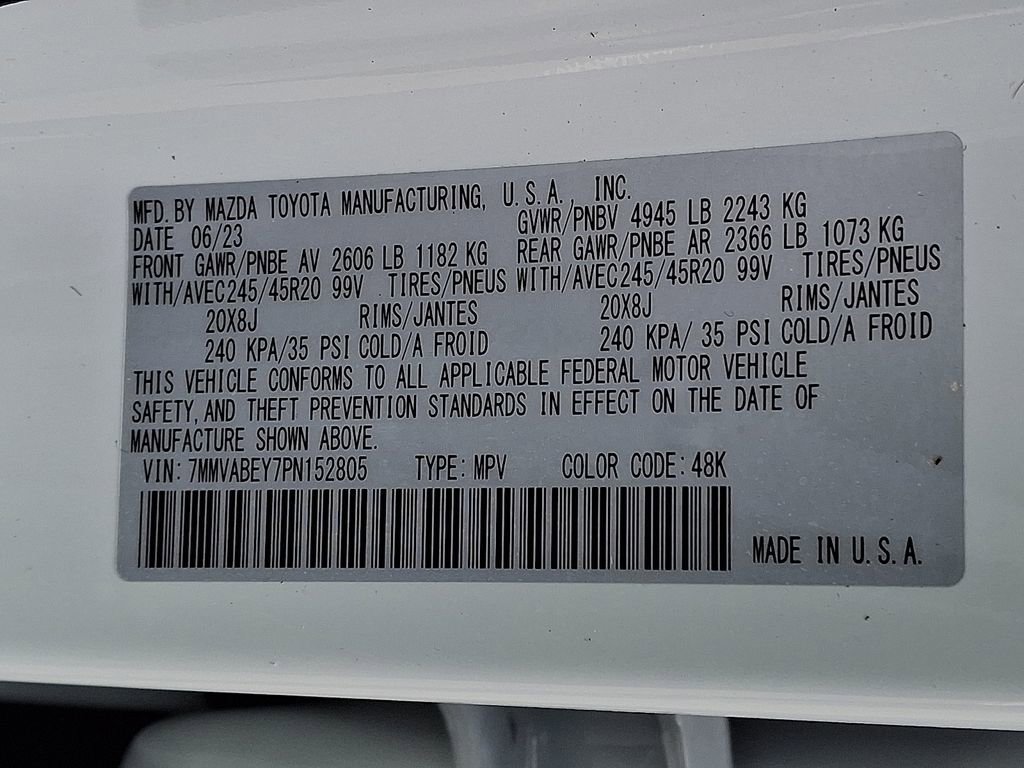 MFD. BY MAZDA TOYOTA MANUFACTURING, U.S.A., INC.
DATE 06/23 GVWR/PNBV 4945 LB 2243 KG
FRONT GAWR/PNBE AV 2606 LB 1182 KG REAR GAWR/PNBE AR 2366 LB 1073 KG
WITH/AVEC245/45R20 99V TIRES/PNEUS WITH/AVEC245/45R20 99V TIRES/PNEUS
20X8J RIMS/JANTES 20X8J RIMS/JANTES
240 KPA/35 PSI COLD/A FROID 240 KPA/ 35 PSI COLD/A FROID
THIS VEHICLE CONFORMS TO ALL APPLICABLE FEDERAL MOTOR VEHICLE
SAFETY, AND THEFT PREVENTION STANDARDS IN EFFECT ON THE DATE OF
MANUFACTURE SHOWN ABOVE.
VIN: 7MMVABEY7PN152805 TYPE: MPV COLOR CODE: 48K
MADE IN U.S.A.